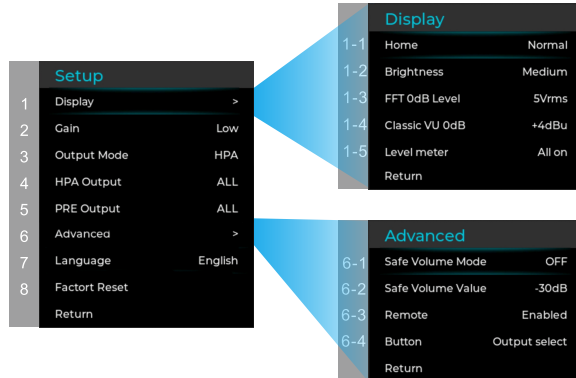 Setup
1 Display >
2 Gain Low
3 Output Mode HPA
4 HPA Output ALL
5 PRE Output ALL
6 Advanced >
7 Language English
8 Factort Reset
Return
Display
1-1 Home Normal
1-2 Brightness Medium
1-3 FFT 0dB Level 5Vrms
1-4 Classic VU 0dB +4dBu
1-5 Level meter All on
Return
Advanced
6-1 Safe Volume Mode OFF
6-2 Safe Volume Value -30dB
6-3 Remote Enabled
6-4 Button Output select
Return